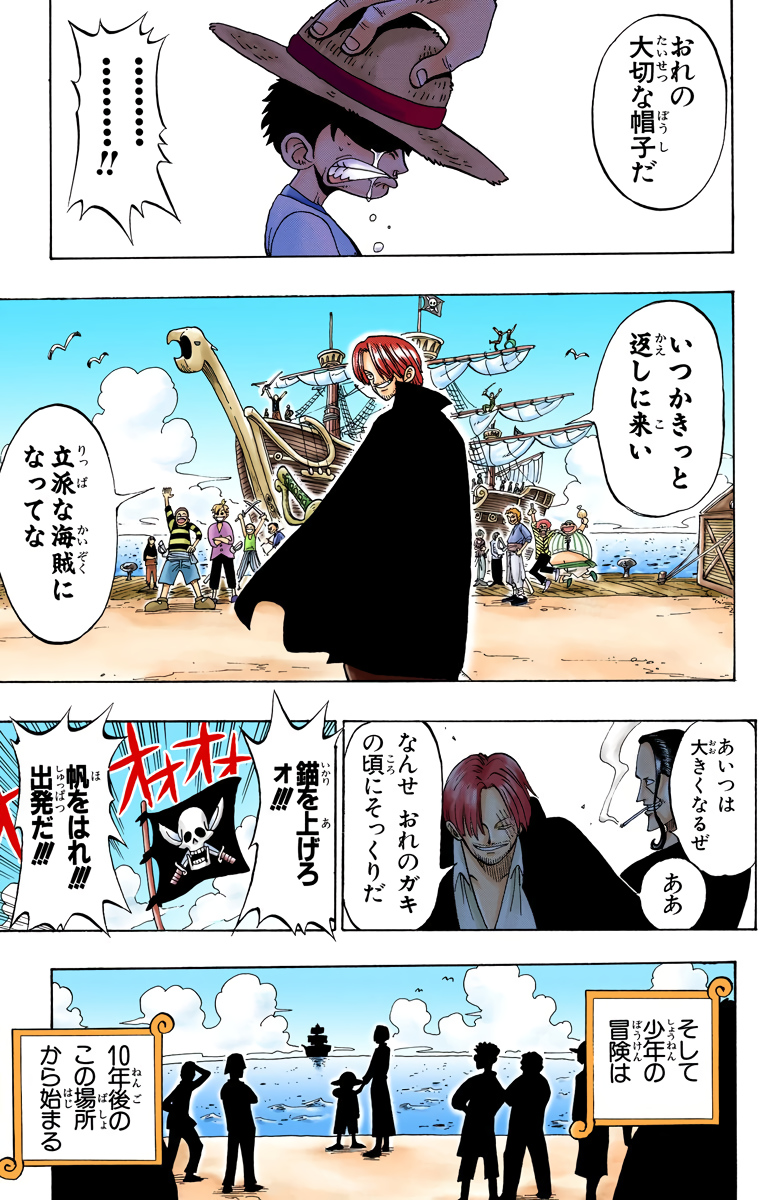 おれの
大切な帽子だ
………………!!
いつかきっと
返しに来い
立派な海賊に
なってな
あいつは
大きくなるぜ
ああ
なんせ おれのガキ
の頃にそっくりだ
錨を上げろ
オ!!!
オオオ
帆をはれ!!!
出発だ!!!
そして
少年の
冒険は
10年後の
この場所
から始まる